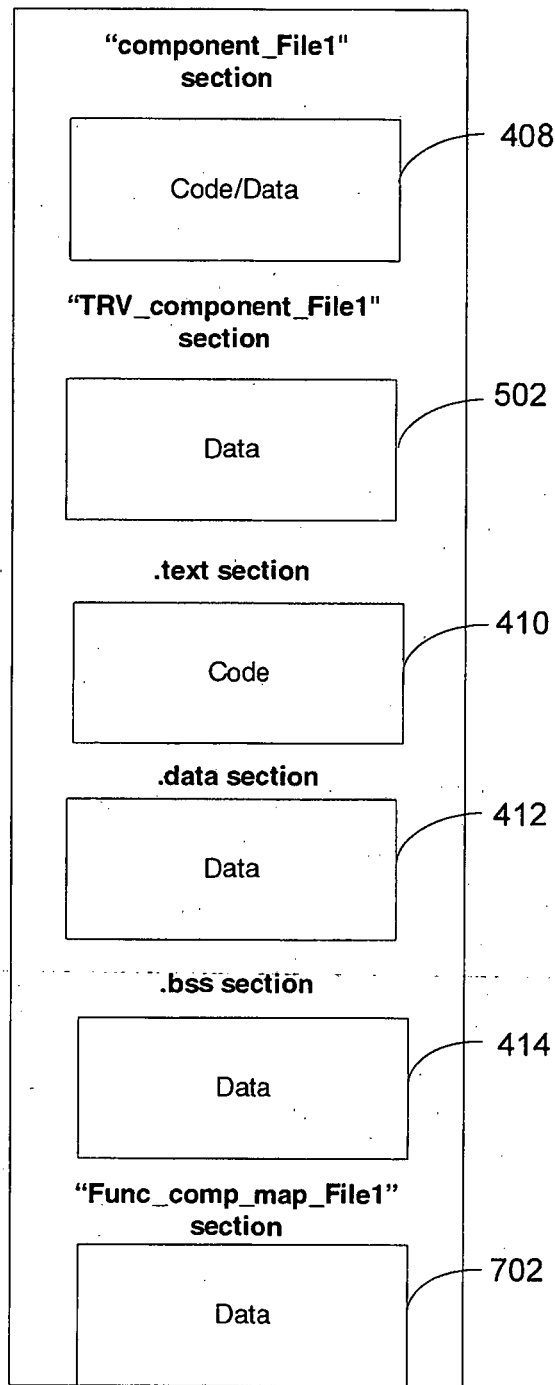 “component_File1"
section
408
Code/Data
“TRV_component_File1"
section
502
Data
.text section
410
Code
.data section
412
Data
.bss section
414
Data
“Func_comp_map_File1”
section
702
Data